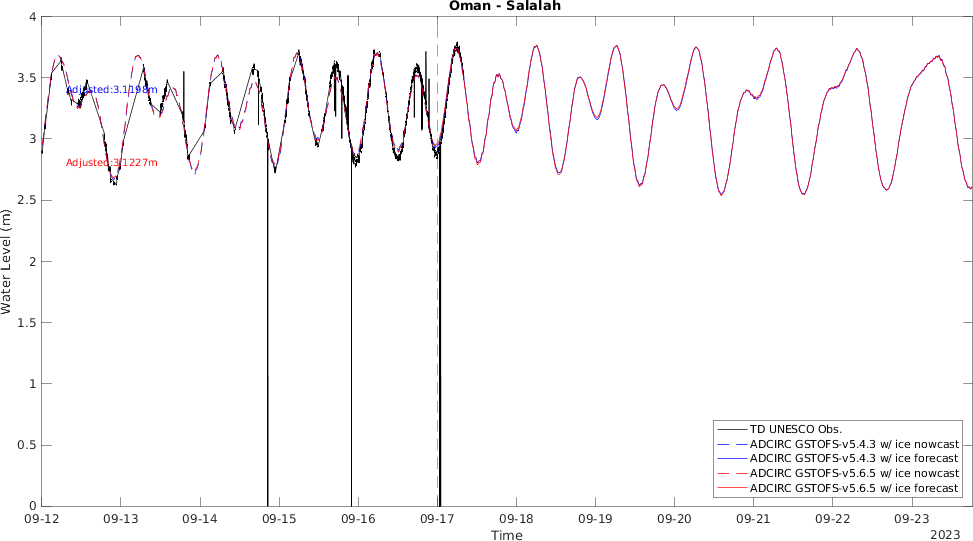 Oman - Salalah
4
3.5
3
2.5
2
1.5
1
0.5
0
Water Level (m)
Adjusted:3.1198m
Adjusted:3.1227m
TD UNESCO Obs.
ADCIRC GSTOFS-v5.4.3 w/ ice nowcast
ADCIRC GSTOFS-v5.4.3 w/ ice forecast
ADCIRC GSTOFS-v5.6.5 w/ ice nowcast
ADCIRC GSTOFS-v5.6.5 w/ ice forecast
09-12 09-13 09-14 09-15 09-16 09-17 09-18 09-19 09-20 09-21 09-22 09-23
Time 2023